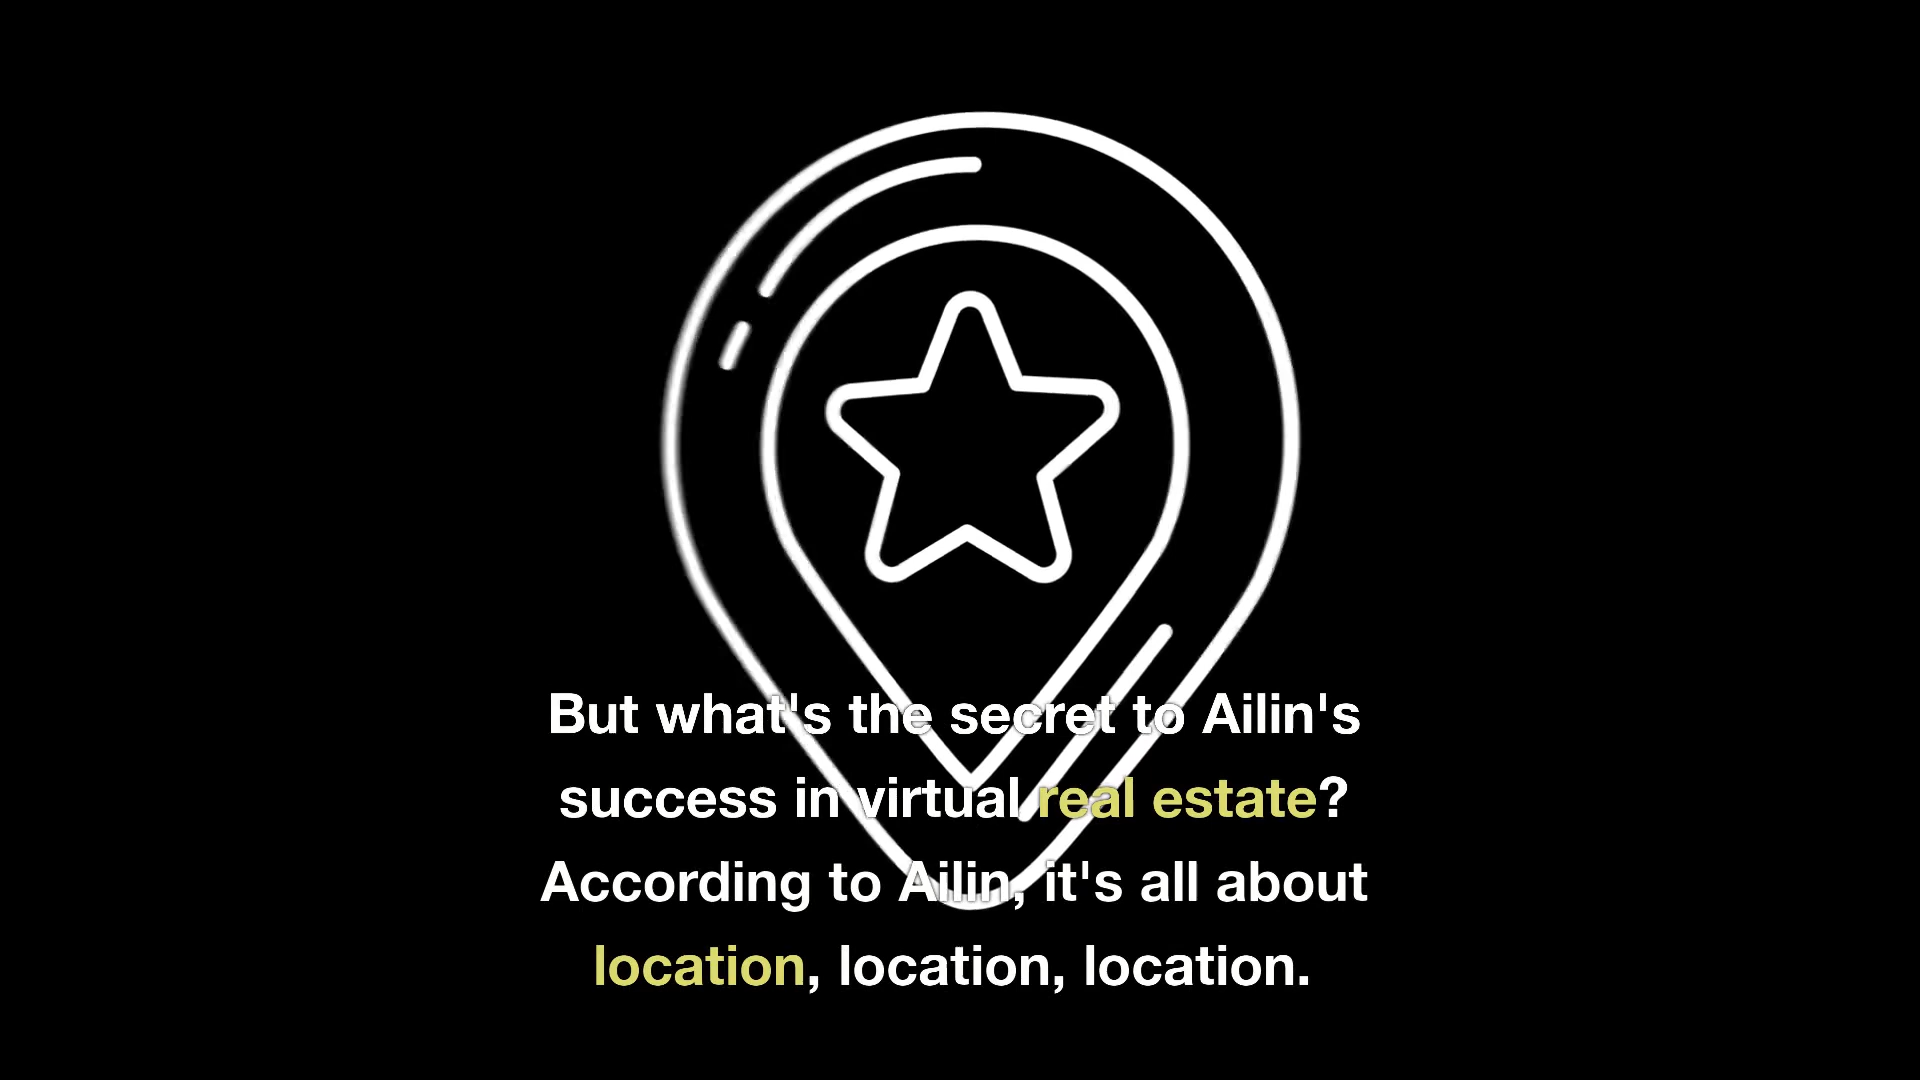 But what's the secret to Ailin's
success in virtual real estate?
According to Ailin, it's all about
location, location, location.